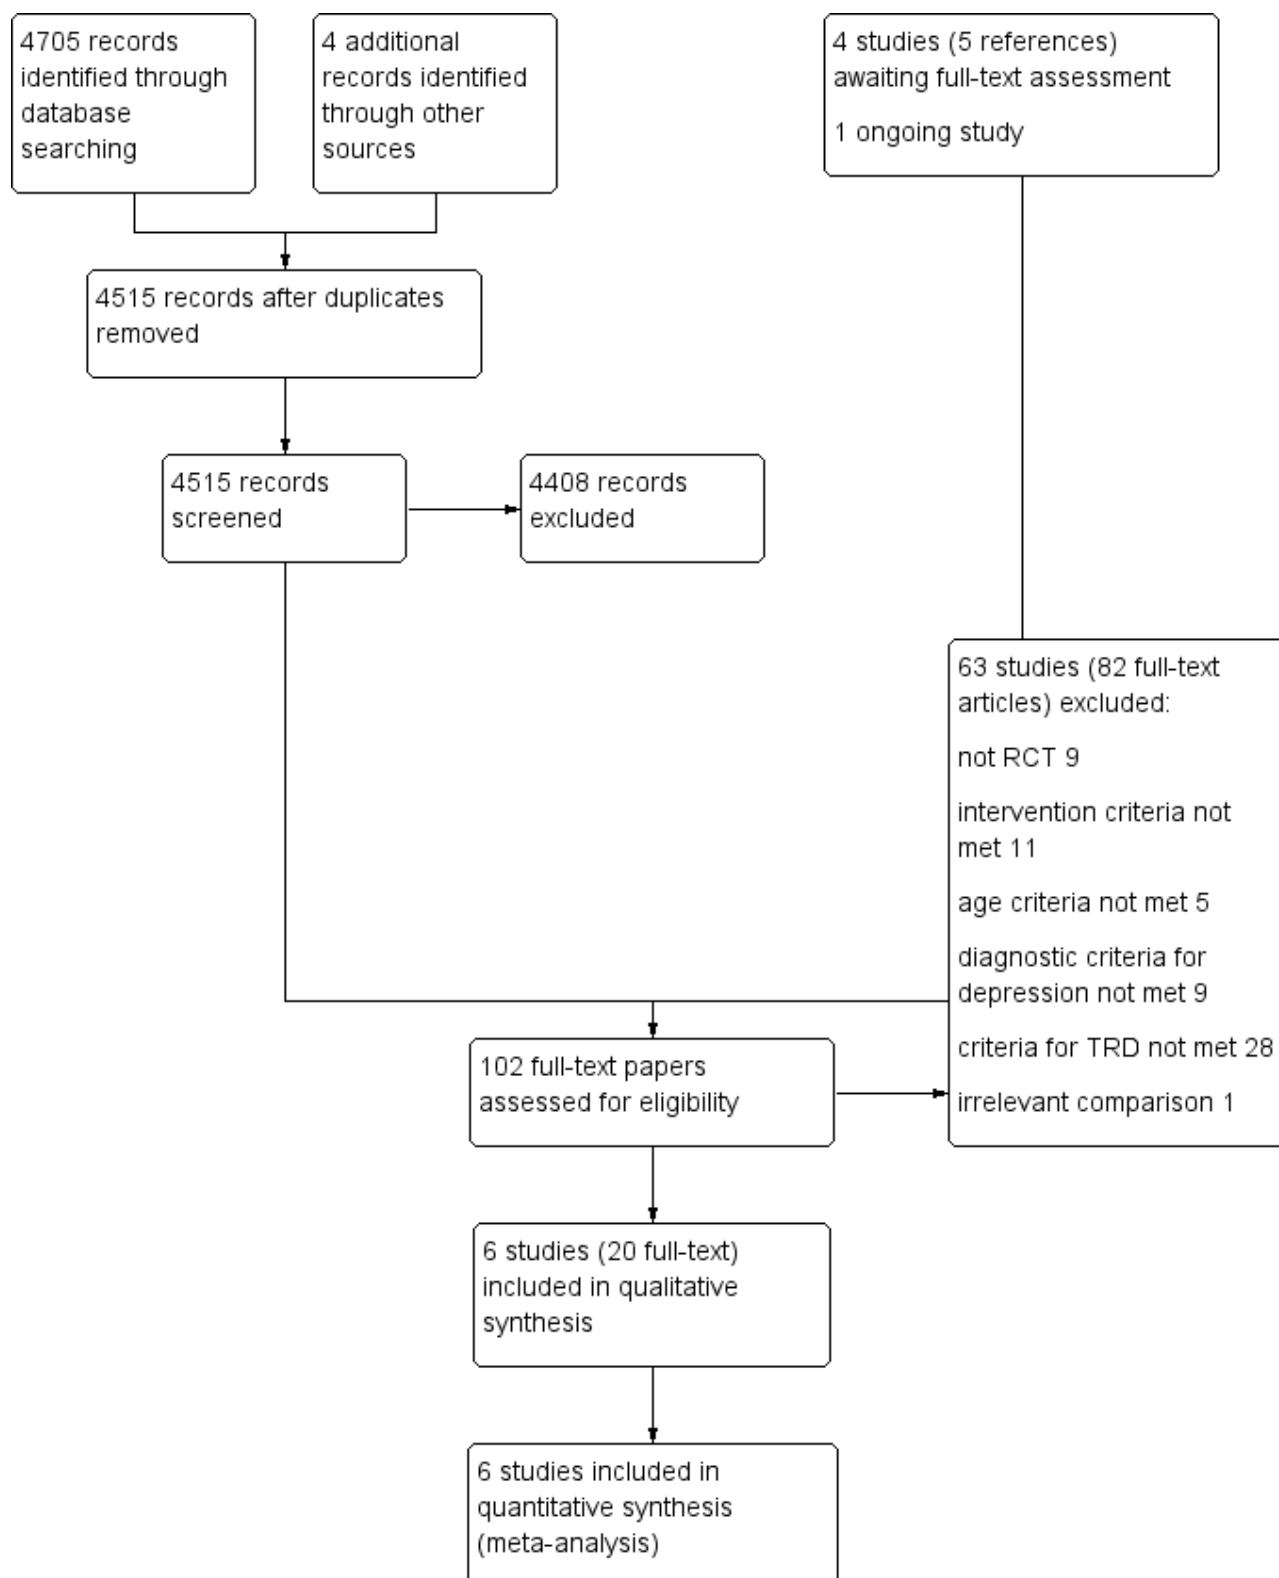 4705 records
identified through
database
searching
4 additional
records identified
through other
sources
4 studies (5 references)
awaiting full-text assessment
1 ongoing study
4515 records after duplicates
removed
4515 records
screened
4408 records
excluded
63 studies (82 full-text
articles) excluded:
not RCT 9
intervention criteria not
met 11
age criteria not met 5
diagnostic criteria for
depression not met 9
criteria for TRD not met 28
irrelevant comparison 1
102 full-text papers
assessed for eligibility
6 studies (20 full-text)
included in qualitative
synthesis
6 studies included in
quantitative synthesis
(meta-analysis)